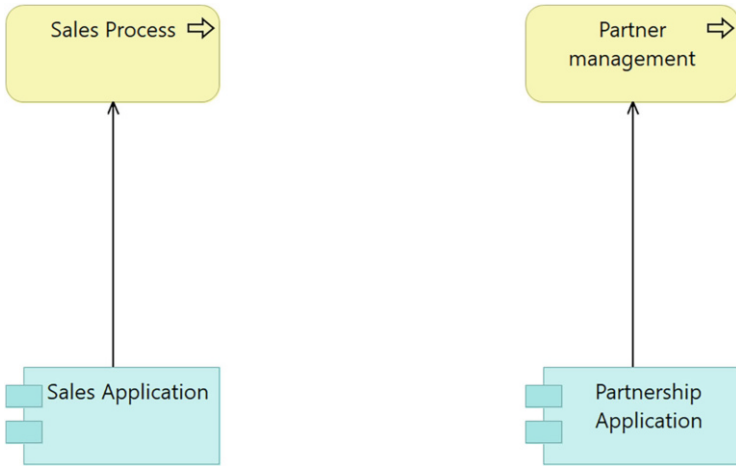 Sales Process
Partner
management
Sales Application
Partnership
Application